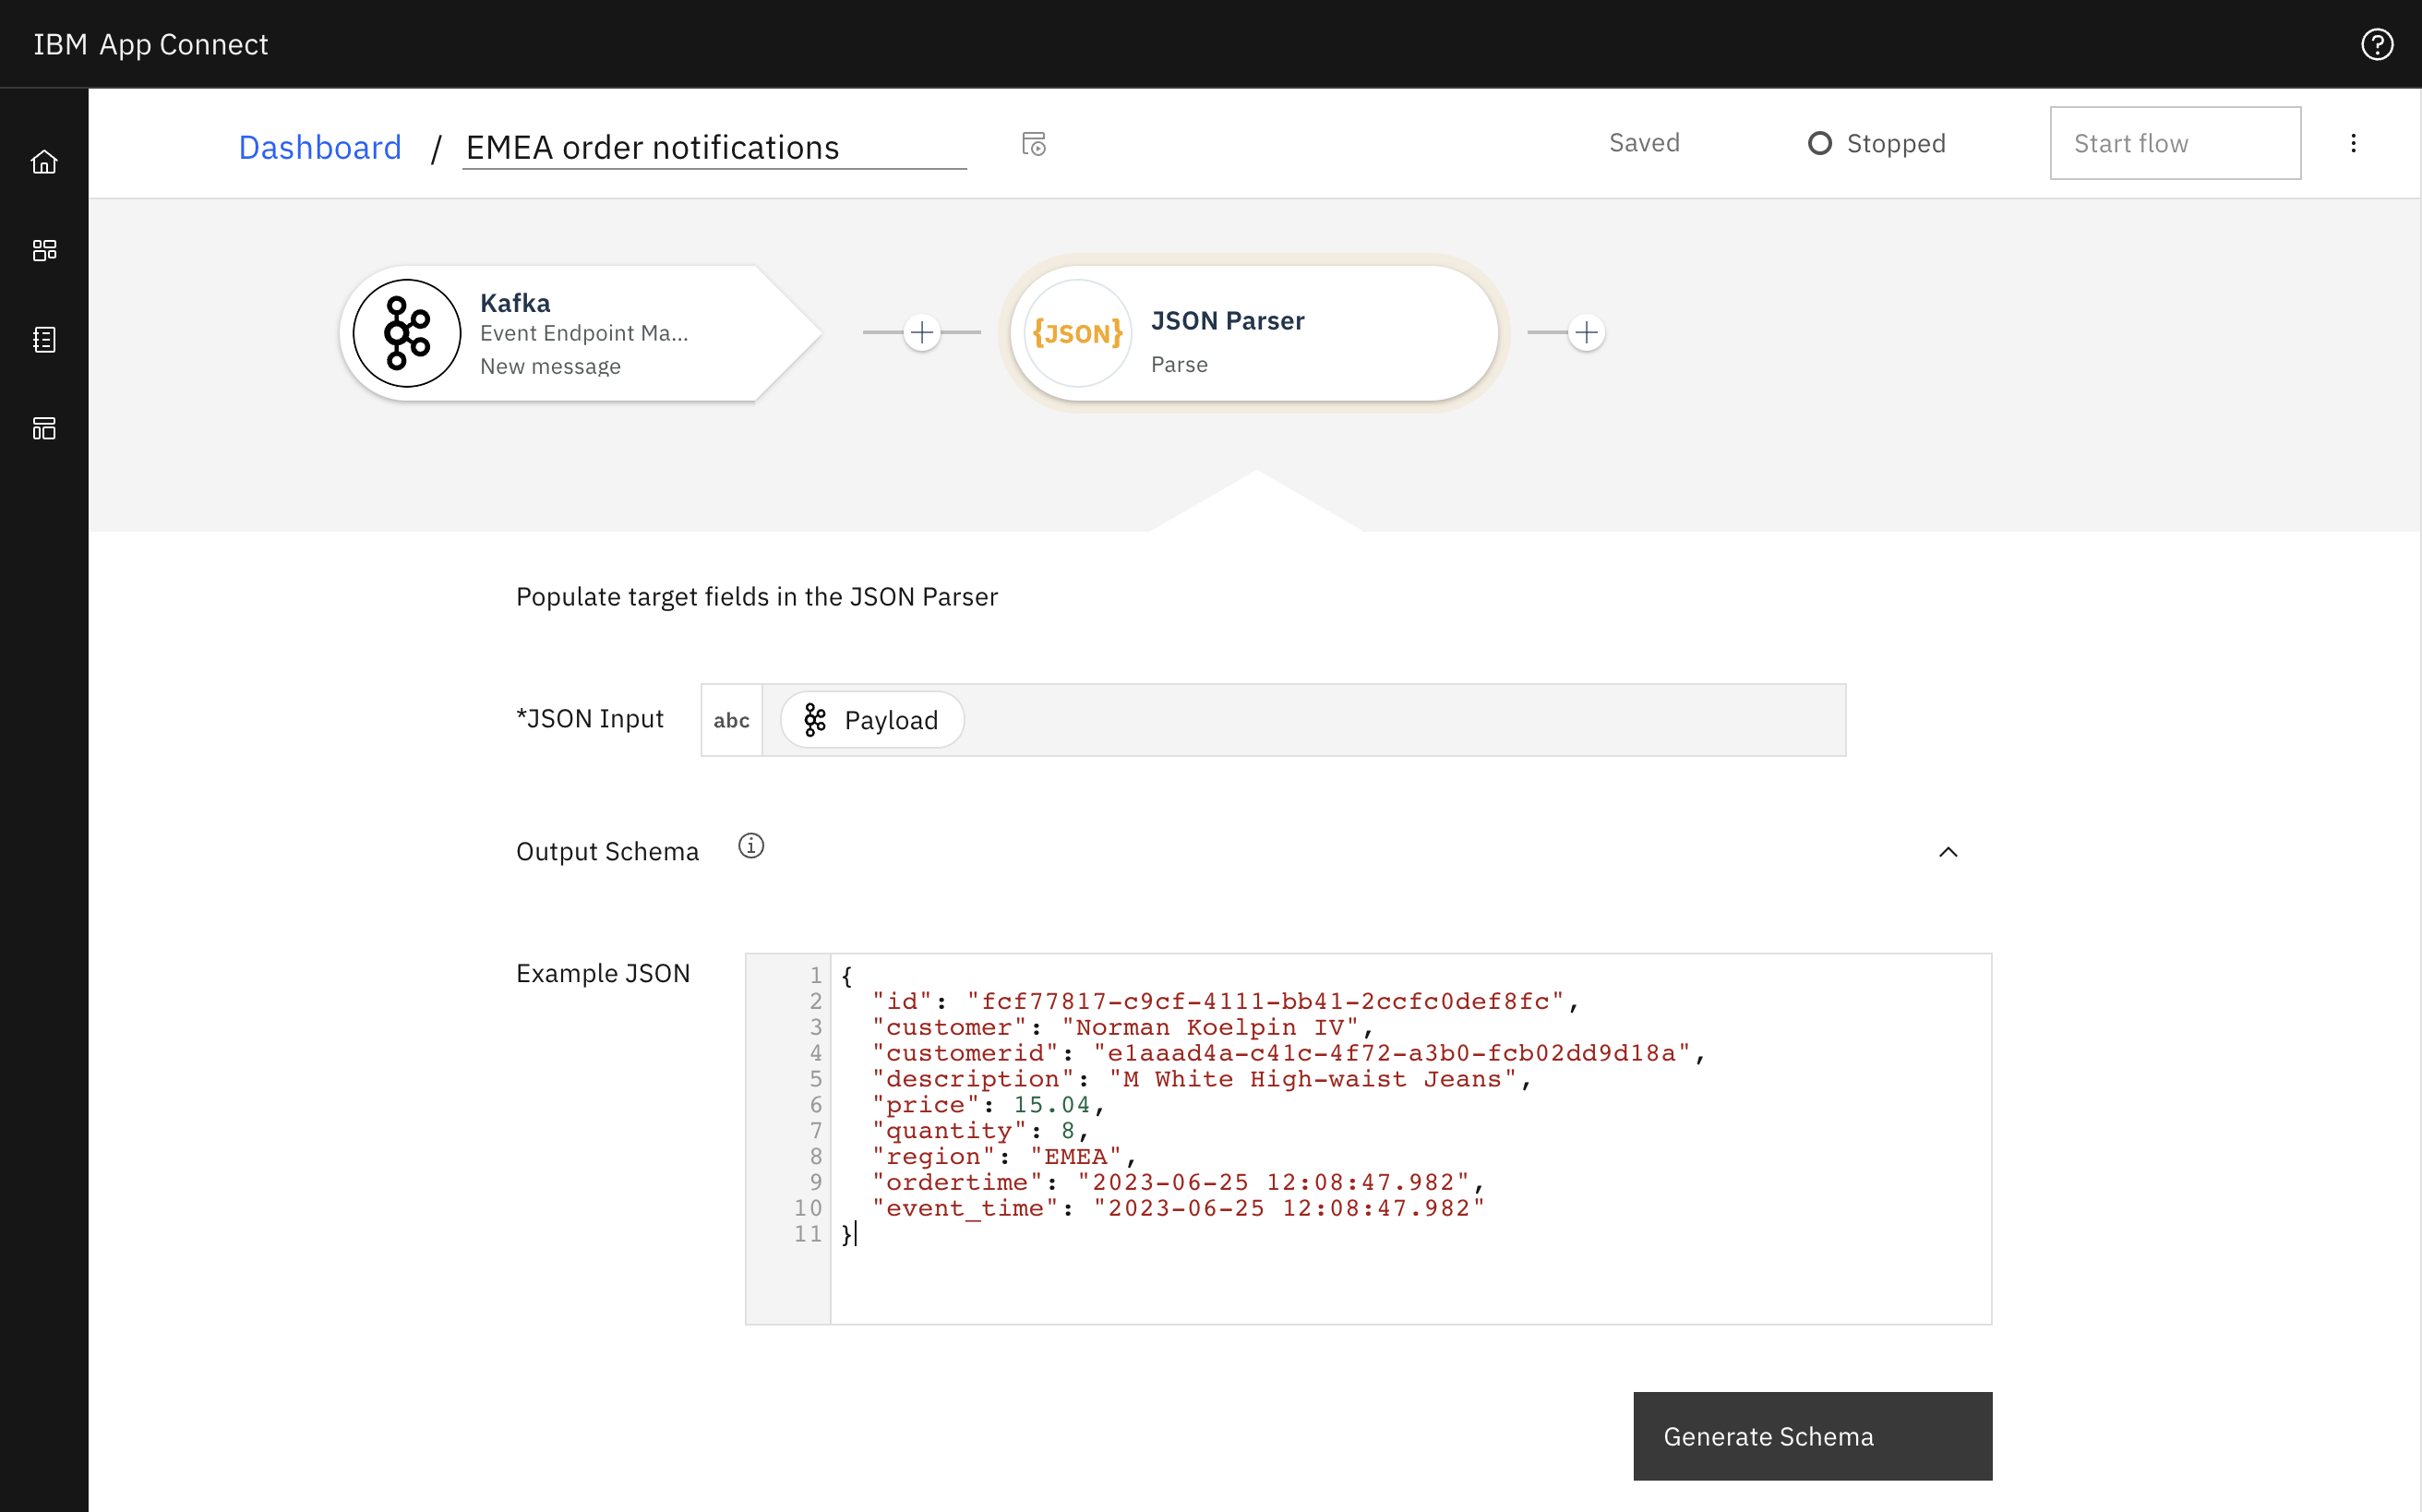 IBM App Connect
Dashboard / EMEA order notifications
Saved
Stopped
Start flow
Kafka
Event Endpoint Ma...
New message
{JSON}
JSON Parser
Parse
Populate target fields in the JSON Parser
*JSON Input
abc
Payload
Output Schema
Example JSON
1 {
2 "id": "fcf77817-c9cf-4111-bb41-2ccfc0def8fc",
3 "customer": "Norman Koelpin IV",
4 "customerid": "e1aaad4a-c41c-4f72-a3b0-fcb02dd9d18a",
5 "description": "M White High-waist Jeans",
6 "price": 15.04,
7 "quantity": 8,
8 "region": "EMEA",
9 "ordertime": "2023-06-25 12:08:47.982",
10 "event_time": "2023-06-25 12:08:47.982"
11 }
Generate Schema